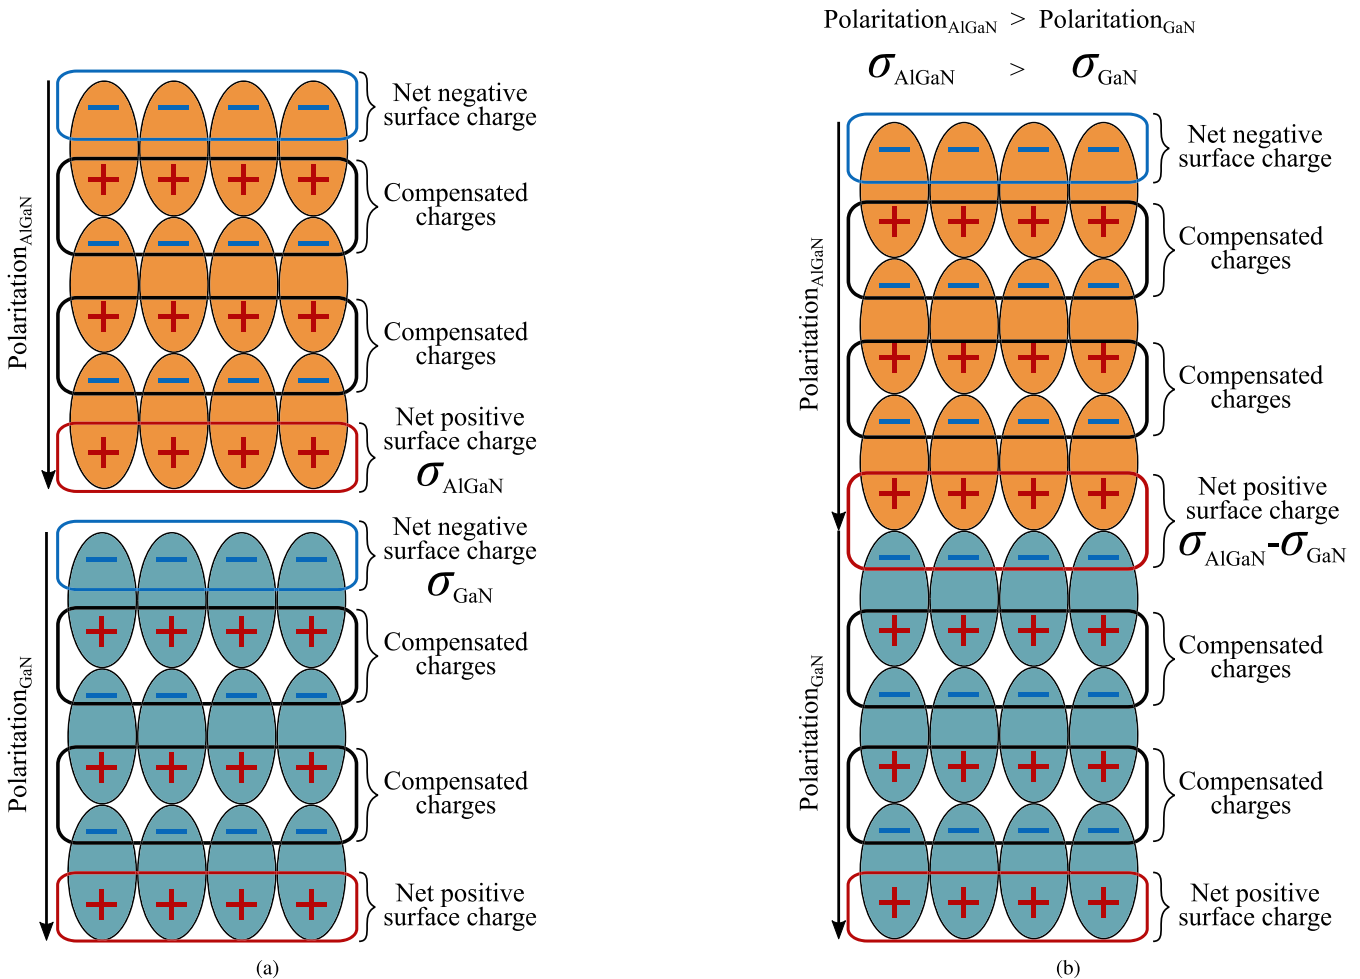 Polaritation_AlGaN
Net negative
surface charge
Compensated
charges
Compensated
charges
Net positive
surface charge
σ_AlGaN
Polaritation_GaN
Net negative
surface charge
σ_GaN
Compensated
charges
Compensated
charges
Net positive
surface charge
(a)
Polaritation_AlGaN > Polaritation_GaN
σ_AlGaN > σ_GaN
Polaritation_AlGaN
Net negative
surface charge
Compensated
charges
Compensated
charges
Net positive
surface charge
σ_AlGaN-σ_GaN
Polaritation_GaN
Compensated
charges
Compensated
charges
Net positive
surface charge
(b)